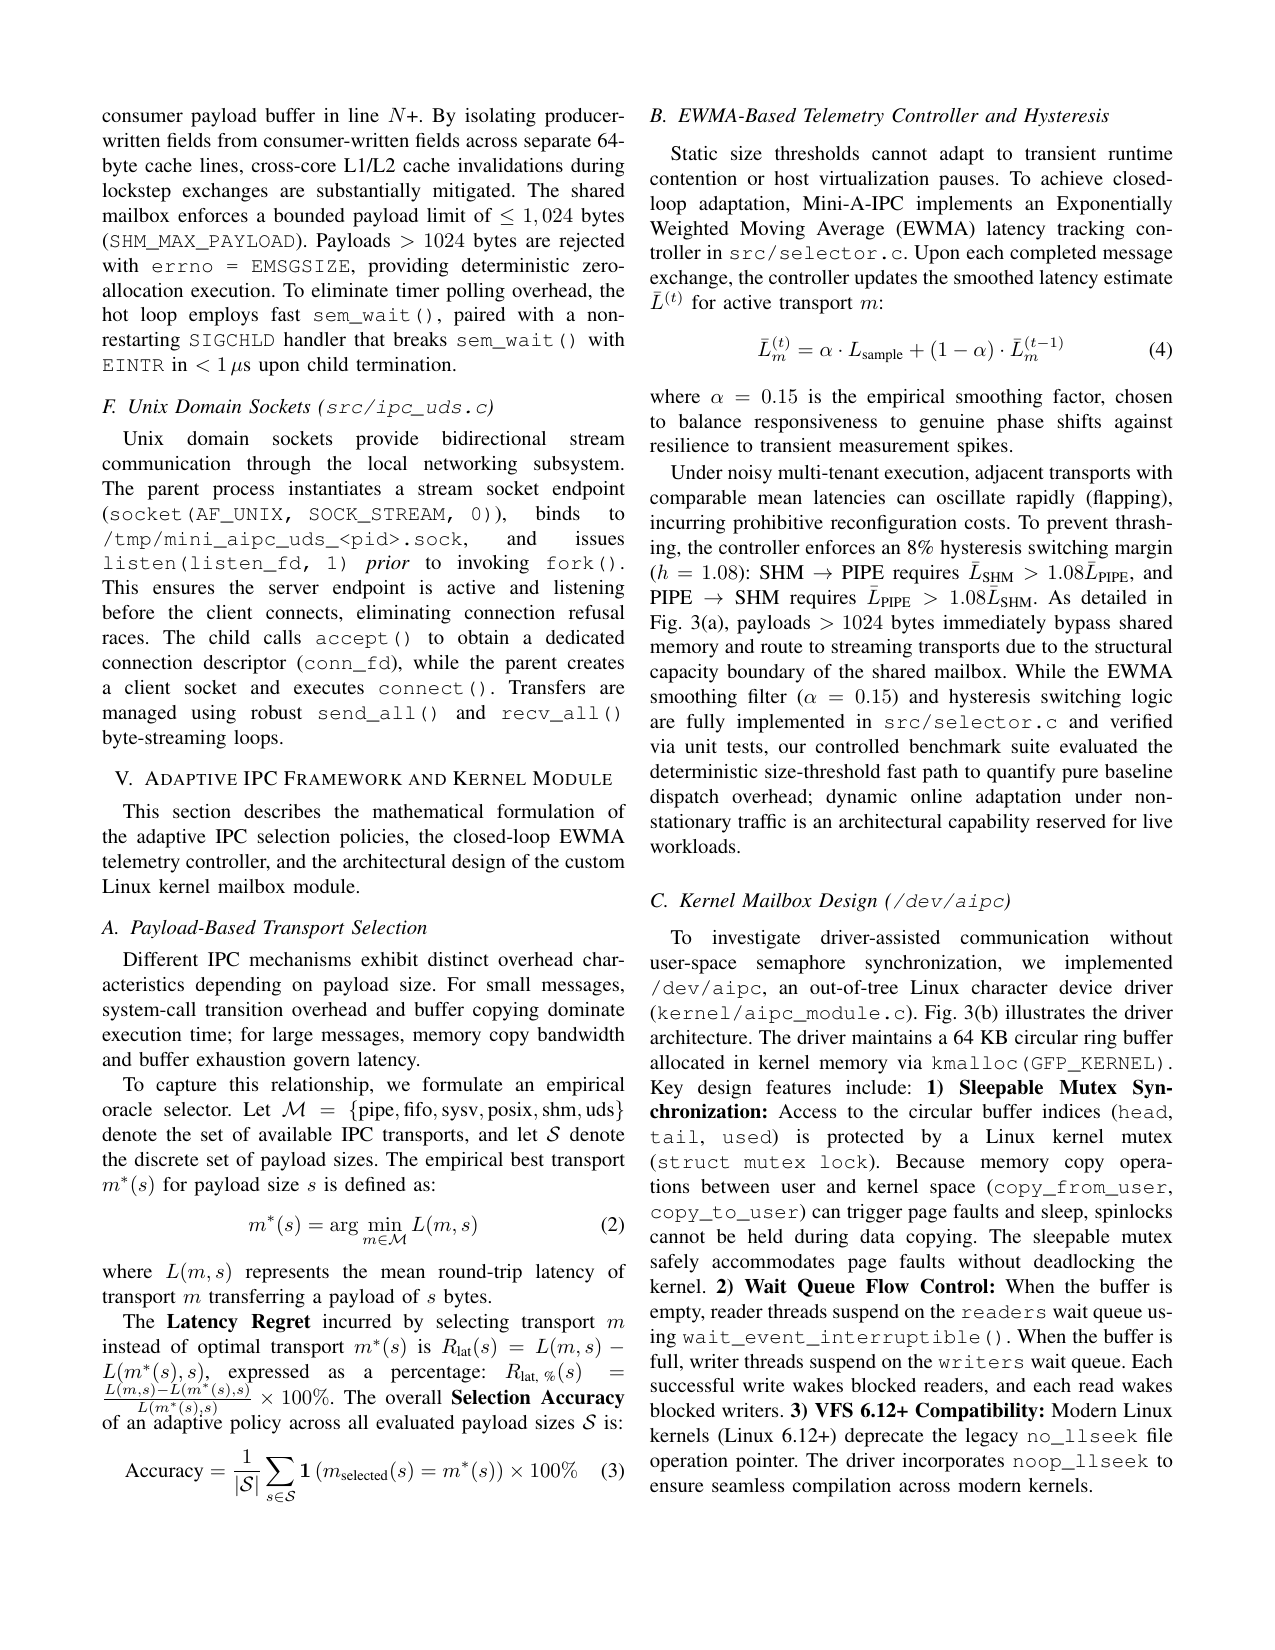 consumer payload buffer in line N+. By isolating producer-
written fields from consumer-written fields across separate 64-
byte cache lines, cross-core L1/L2 cache invalidations during
lockstep exchanges are substantially mitigated. The shared
mailbox enforces a bounded payload limit of ≤ 1,024 bytes
(SHM_MAX_PAYLOAD). Payloads > 1024 bytes are rejected
with errno = EMSGSIZE, providing deterministic zero-
allocation execution. To eliminate timer polling overhead, the
hot loop employs fast sem_wait(), paired with a non-
restarting SIGCHLD handler that breaks sem_wait() with
EINTR in < 1 μs upon child termination.
F. Unix Domain Sockets (src/ipc_uds.c)
Unix domain sockets provide bidirectional stream
communication through the local networking subsystem.
The parent process instantiates a stream socket endpoint
(socket(AF_UNIX, SOCK_STREAM, 0)), binds to
/tmp/mini_aipc_uds_<pid>.sock, and issues
listen(listen_fd, 1) prior to invoking fork().
This ensures the server endpoint is active and listening
before the client connects, eliminating connection refusal
races. The child calls accept() to obtain a dedicated
connection descriptor (conn_fd), while the parent creates
a client socket and executes connect(). Transfers are
managed using robust send_all() and recv_all()
byte-streaming loops.
V. ADAPTIVE IPC FRAMEWORK AND KERNEL MODULE
This section describes the mathematical formulation of
the adaptive IPC selection policies, the closed-loop EWMA
telemetry controller, and the architectural design of the custom
Linux kernel mailbox module.
A. Payload-Based Transport Selection
Different IPC mechanisms exhibit distinct overhead char-
acteristics depending on payload size. For small messages,
system-call transition overhead and buffer copying dominate
execution time; for large messages, memory copy bandwidth
and buffer exhaustion govern latency.
To capture this relationship, we formulate an empirical
oracle selector. Let M = {pipe, fifo, sysv, posix, shm, uds}
denote the set of available IPC transports, and let S denote
the discrete set of payload sizes. The empirical best transport
m*(s) for payload size s is defined as:
m*(s) = arg min_{m∈M} L(m, s) (2)
where L(m, s) represents the mean round-trip latency of
transport m transferring a payload of s bytes.
The Latency Regret incurred by selecting transport m
instead of optimal transport m*(s) is R_lat(s) = L(m, s) −
L(m*(s), s), expressed as a percentage: R_lat, %(s) =
\frac{L(m,s)−L(m*(s),s)}{L(m*(s),s)} × 100%. The overall Selection Accuracy
of an adaptive policy across all evaluated payload sizes S is:
Accuracy = \frac{1}{|S|} ∑_{s∈S} 1 (m_selected(s) = m*(s)) × 100% (3)
B. EWMA-Based Telemetry Controller and Hysteresis
Static size thresholds cannot adapt to transient runtime
contention or host virtualization pauses. To achieve closed-
loop adaptation, Mini-A-IPC implements an Exponentially
Weighted Moving Average (EWMA) latency tracking con-
troller in src/selector.c. Upon each completed message
exchange, the controller updates the smoothed latency estimate
L̄^(t) for active transport m:
L̄_m^(t) = α · L_sample + (1 − α) · L̄_m^(t−1) (4)
where α = 0.15 is the empirical smoothing factor, chosen
to balance responsiveness to genuine phase shifts against
resilience to transient measurement spikes.
Under noisy multi-tenant execution, adjacent transports with
comparable mean latencies can oscillate rapidly (flapping),
incurring prohibitive reconfiguration costs. To prevent thrash-
ing, the controller enforces an 8% hysteresis switching margin
(h = 1.08): SHM → PIPE requires L̄_SHM > 1.08L̄_PIPE, and
PIPE → SHM requires L̄_PIPE > 1.08L̄_SHM. As detailed in
Fig. 3(a), payloads > 1024 bytes immediately bypass shared
memory and route to streaming transports due to the structural
capacity boundary of the shared mailbox. While the EWMA
smoothing filter (α = 0.15) and hysteresis switching logic
are fully implemented in src/selector.c and verified
via unit tests, our controlled benchmark suite evaluated the
deterministic size-threshold fast path to quantify pure baseline
dispatch overhead; dynamic online adaptation under non-
stationary traffic is an architectural capability reserved for live
workloads.
C. Kernel Mailbox Design (/dev/aipc)
To investigate driver-assisted communication without
user-space semaphore synchronization, we implemented
/dev/aipc, an out-of-tree Linux character device driver
(kernel/aipc_module.c). Fig. 3(b) illustrates the driver
architecture. The driver maintains a 64 KB circular ring buffer
allocated in kernel memory via kmalloc(GFP_KERNEL).
Key design features include: 1) Sleepable Mutex Syn-
chronization: Access to the circular buffer indices (head,
tail, used) is protected by a Linux kernel mutex
(struct mutex lock). Because memory copy opera-
tions between user and kernel space (copy_from_user,
copy_to_user) can trigger page faults and sleep, spinlocks
cannot be held during data copying. The sleepable mutex
safely accommodates page faults without deadlocking the
kernel. 2) Wait Queue Flow Control: When the buffer is
empty, reader threads suspend on the readers wait queue us-
ing wait_event_interruptible(). When the buffer is
full, writer threads suspend on the writers wait queue. Each
successful write wakes blocked readers, and each read wakes
blocked writers. 3) VFS 6.12+ Compatibility: Modern Linux
kernels (Linux 6.12+) deprecate the legacy no_llseek file
operation pointer. The driver incorporates noop_llseek to
ensure seamless compilation across modern kernels.